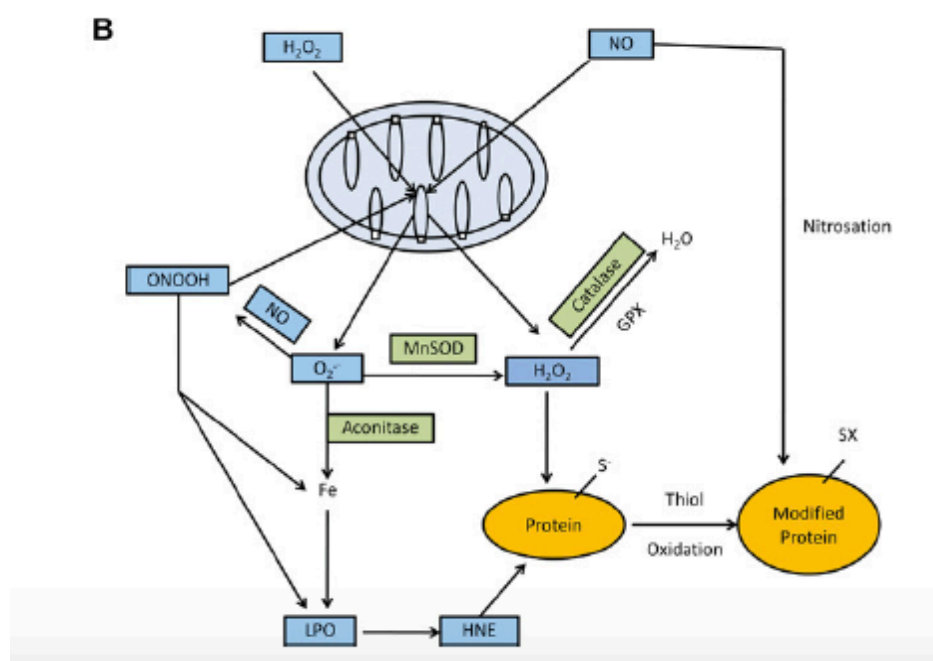 B
H₂O₂
NO
Nitrosation
H₂O
Catalase
GPX
ONOOH
NO
MnSOD
O₂·⁻
H₂O₂
Aconitase
Fe
S⁻
SX
Protein
Thiol
Oxidation
Modified
Protein
LPO
HNE